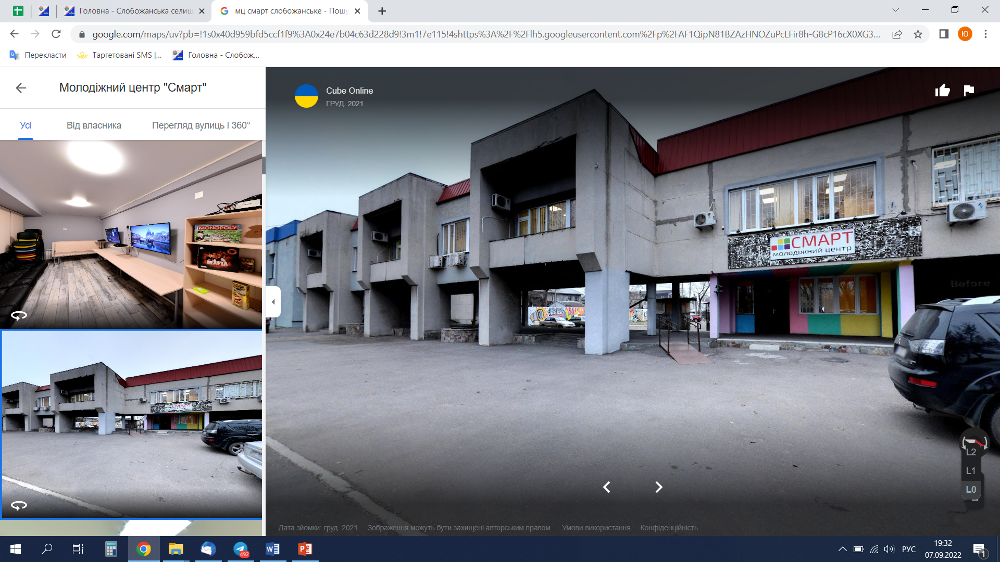 Головна - Слобожанська селищ
мц смарт слобожанське - Пошу
google.com/maps/uv?pb=!1s0x40d959bfd5ccf1f9%3A0x24e7b04c63d228d9!3m1!7e115!4shttps%3A%2F%2Flh5.googleusercontent.com%2Fp%2FAF1QipN81BZAzHNOZuPcLFir8h-G8cP16cX0XG3...
Ю
Перекласти
Таргетовані SMS |...
Головна - Слобож...
Молодіжний центр "Смарт"
Усі
Від власника
Перегляд вулиць і 360°
MONOPOLY
MAFIA
СМАРТ
Cube Online
ГРУД. 2021
СМАРТ
молодіжний центр
Before
L2
L1
L0
Дата зйомки: груд. 2021 Зображення можуть бути захищені авторським правом. Умови використання Конфіденційність
492
РУС
19:32
07.09.2022
1